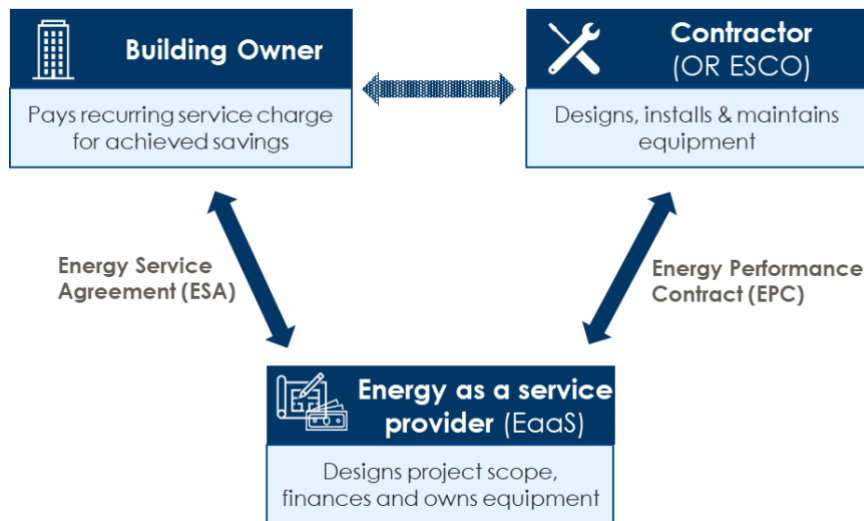 Building Owner
Pays recurring service charge
for achieved savings
Contractor
(OR ESCO)
Designs, installs & maintains
equipment
Energy Service
Agreement (ESA)
Energy Performance
Contract (EPC)
Energy as a service
provider (EaaS)
Designs project scope,
finances and owns equipment